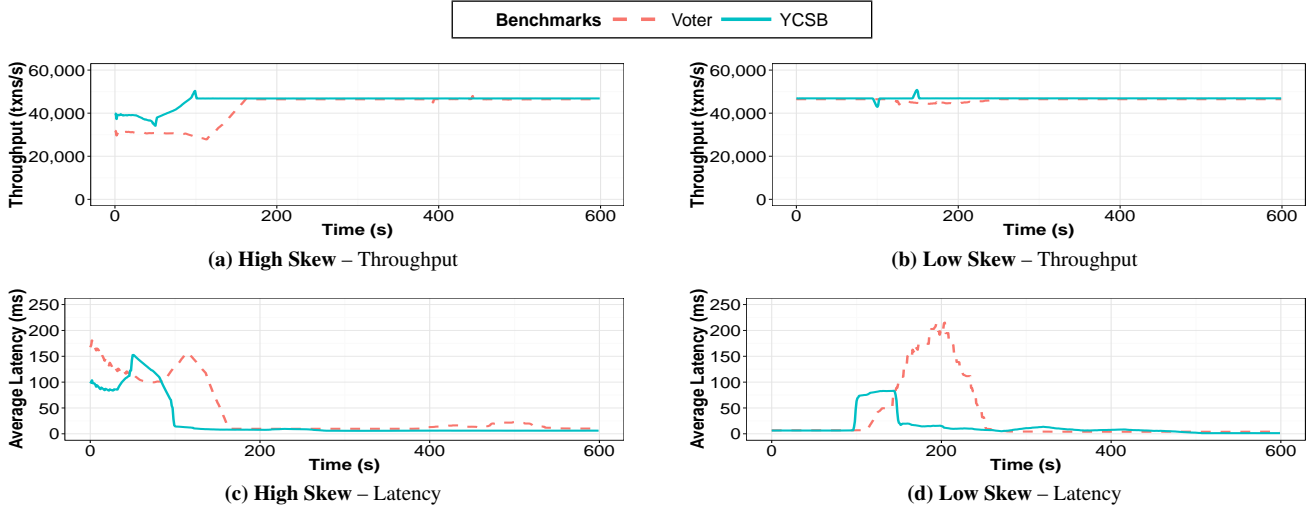 Benchmarks Voter YCSB
Throughput (txns/s)
60,000
40,000
20,000
0
0 200 400 600
Time (s)
(a) High Skew – Throughput
Throughput (txns/s)
60,000
40,000
20,000
0
0 200 400 600
Time (s)
(b) Low Skew – Throughput
Average Latency (ms)
250
200
150
100
50
0
0 200 400 600
Time (s)
(c) High Skew – Latency
Average Latency (ms)
250
200
150
100
50
0
0 200 400 600
Time (s)
(d) Low Skew – Latency